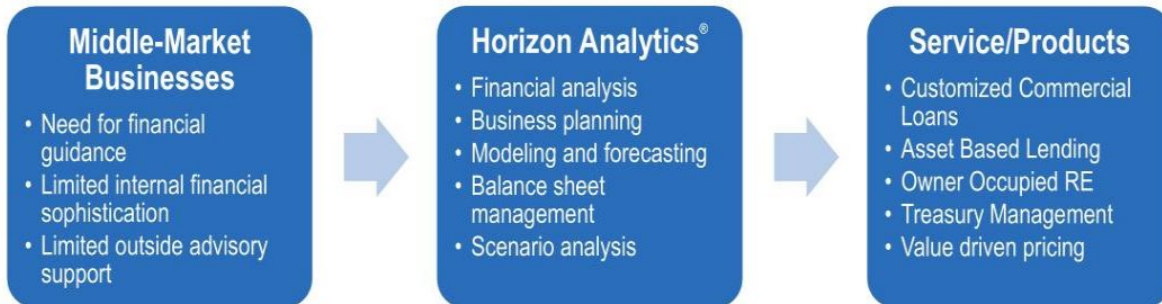 Middle-Market
Businesses
• Need for financial
guidance
• Limited internal financial
sophistication
• Limited outside advisory
support
Horizon Analytics®
• Financial analysis
• Business planning
• Modeling and forecasting
• Balance sheet
management
• Scenario analysis
Service/Products
• Customized Commercial
Loans
• Asset Based Lending
• Owner Occupied RE
• Treasury Management
• Value driven pricing